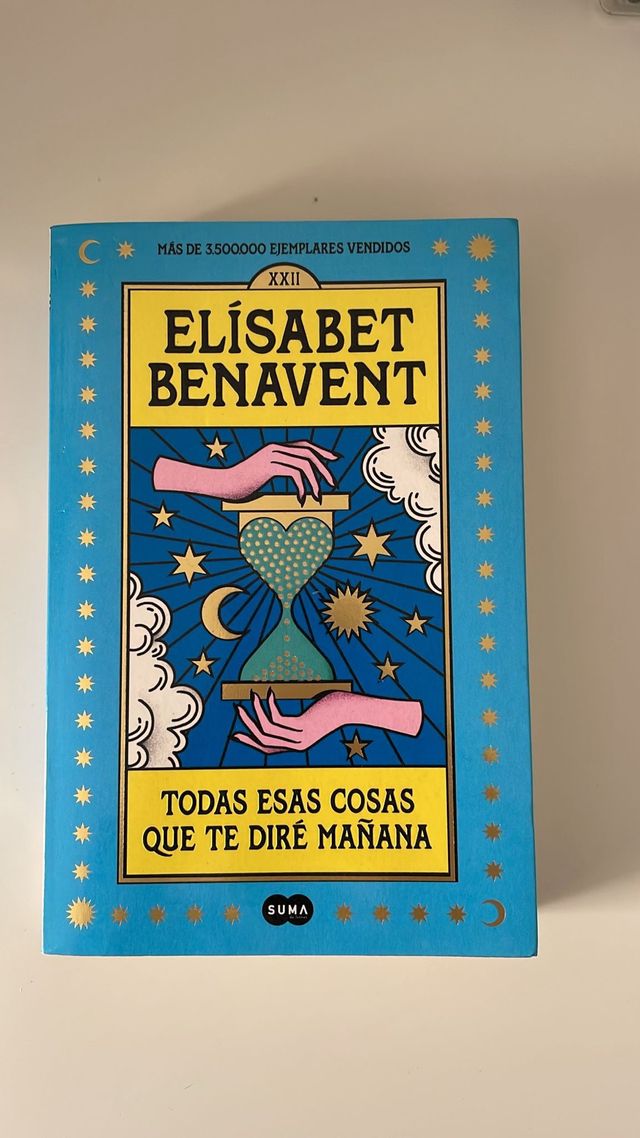 MÁS DE 3.500.000 EJEMPLARES VENDIDOS
XXII
ELÍSABET
BENAVENT
TODAS ESAS COSAS
QUE TE DIRÉ MAÑANA
SUMA